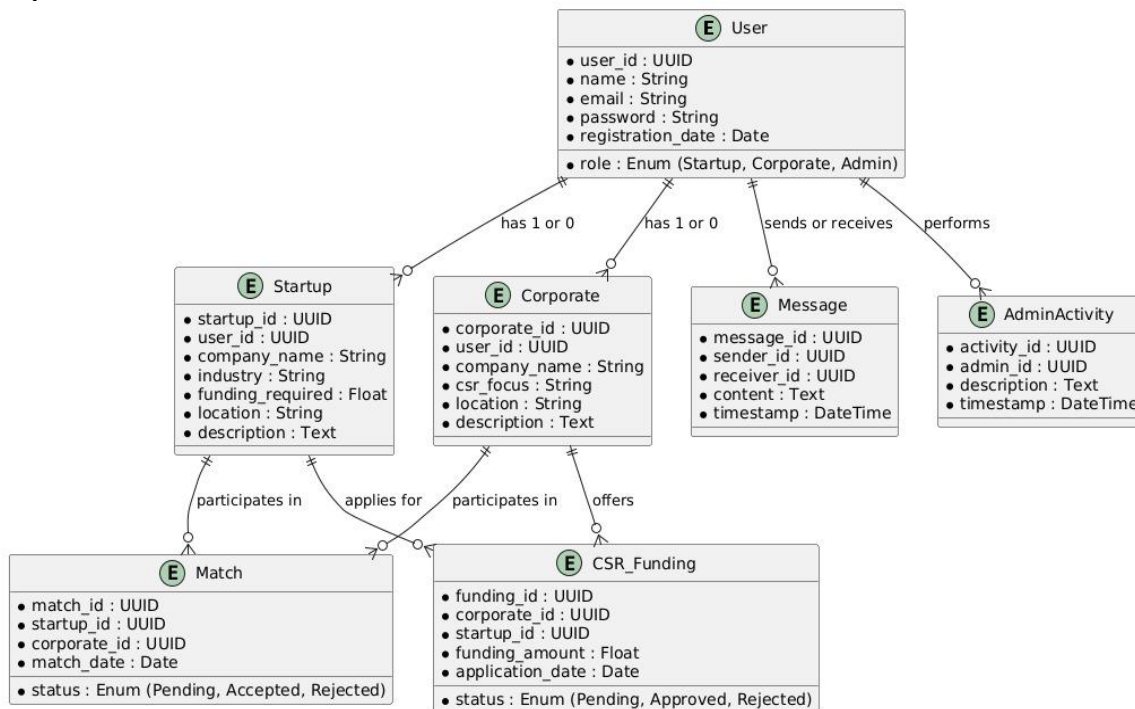 E User
* user_id : UUID
* name : String
* email : String
* password : String
* registration_date : Date
* role : Enum (Startup, Corporate, Admin)
has 1 or 0
has 1 or 0
sends or receives
performs
E Startup
* startup_id : UUID
* user_id : UUID
* company_name : String
* industry : String
* funding_required : Float
* location : String
* description : Text
E Corporate
* corporate_id : UUID
* user_id : UUID
* company_name : String
* csr_focus : String
* location : String
* description : Text
E Message
* message_id : UUID
* sender_id : UUID
* receiver_id : UUID
* content : Text
* timestamp : DateTime
E AdminActivity
* activity_id : UUID
* admin_id : UUID
* description : Text
* timestamp : DateTime
participates in
applies for
participates in
offers
E Match
* match_id : UUID
* startup_id : UUID
* corporate_id : UUID
* match_date : Date
* status : Enum (Pending, Accepted, Rejected)
E CSR_Funding
* funding_id : UUID
* corporate_id : UUID
* startup_id : UUID
* funding_amount : Float
* application_date : Date
* status : Enum (Pending, Approved, Rejected)